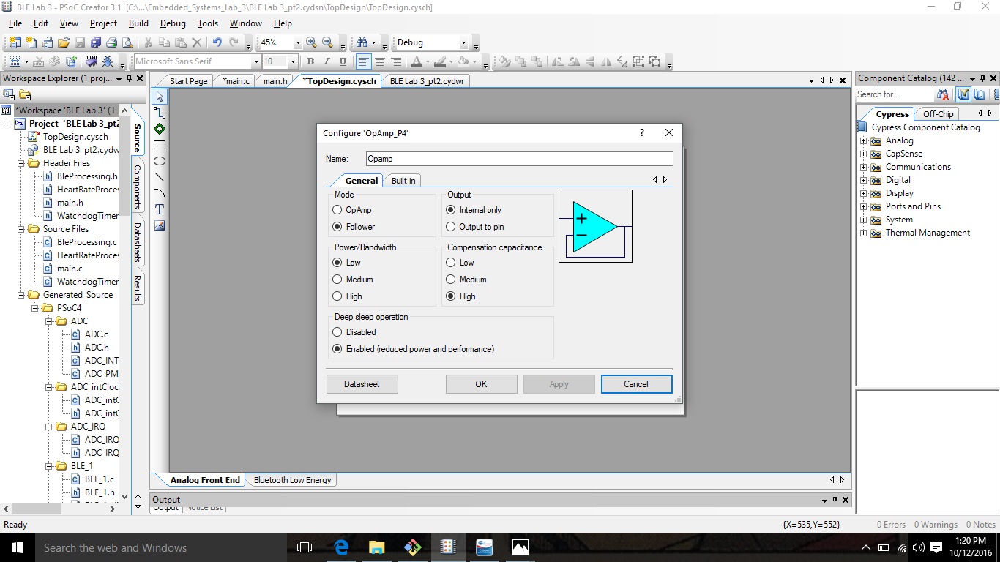 BLE Lab 3 - PSoC Creator 3.1 [C:\...\Embedded_Systems_Lab_3\BLE Lab 3_pt2.cydsn\TopDesign\TopDesign.cysch]
File Edit View Project Build Debug Tools Window Help
45% Debug
Microsoft Sans Serif 10 B I U A
Workspace Explorer (1 proj...
Start Page *main.c main.h *TopDesign.cysch BLE Lab 3_pt2.cydwr
Component Catalog (142 ...
Search for...
*Workspace 'BLE Lab 3' (1
Project 'BLE Lab 3_pt2
TopDesign.cysch
BLE Lab 3_pt2.cydw
Header Files
BleProcessing.h
HeartRateProces
main.h
WatchdogTimer
Source Files
BleProcessing.c
HeartRateProces
main.c
WatchdogTimer
Generated_Source
PSoC4
ADC
ADC.c
ADC.h
ADC_INT
ADC_PM
ADC_intCloc
ADC_intC
ADC_intC
ADC_IRQ
ADC_IRQ
ADC_IRQ
BLE_1
BLE_1.c
BLE_1.h
Source
Components
Datasheets
Results
T
Configure 'OpAmp_P4' ?
Name: Opamp
General Built-in
Mode
OpAmp
Follower
Output
Internal only
Output to pin
Power/Bandwidth
Low
Medium
High
Compensation capacitance
Low
Medium
High
Deep sleep operation
Disabled
Enabled (reduced power and performance)
+
−
Datasheet OK Apply Cancel
Cypress Off-Chip
Cypress Component Catalog
Analog
CapSense
Communications
Digital
Display
Ports and Pins
System
Thermal Management
Analog Front End Bluetooth Low Energy
Output
Output Notice List
Ready {X=535,Y=552} 0 Errors 0 Warnings 0 Notes
Search the web and Windows
1:20 PM
10/12/2016